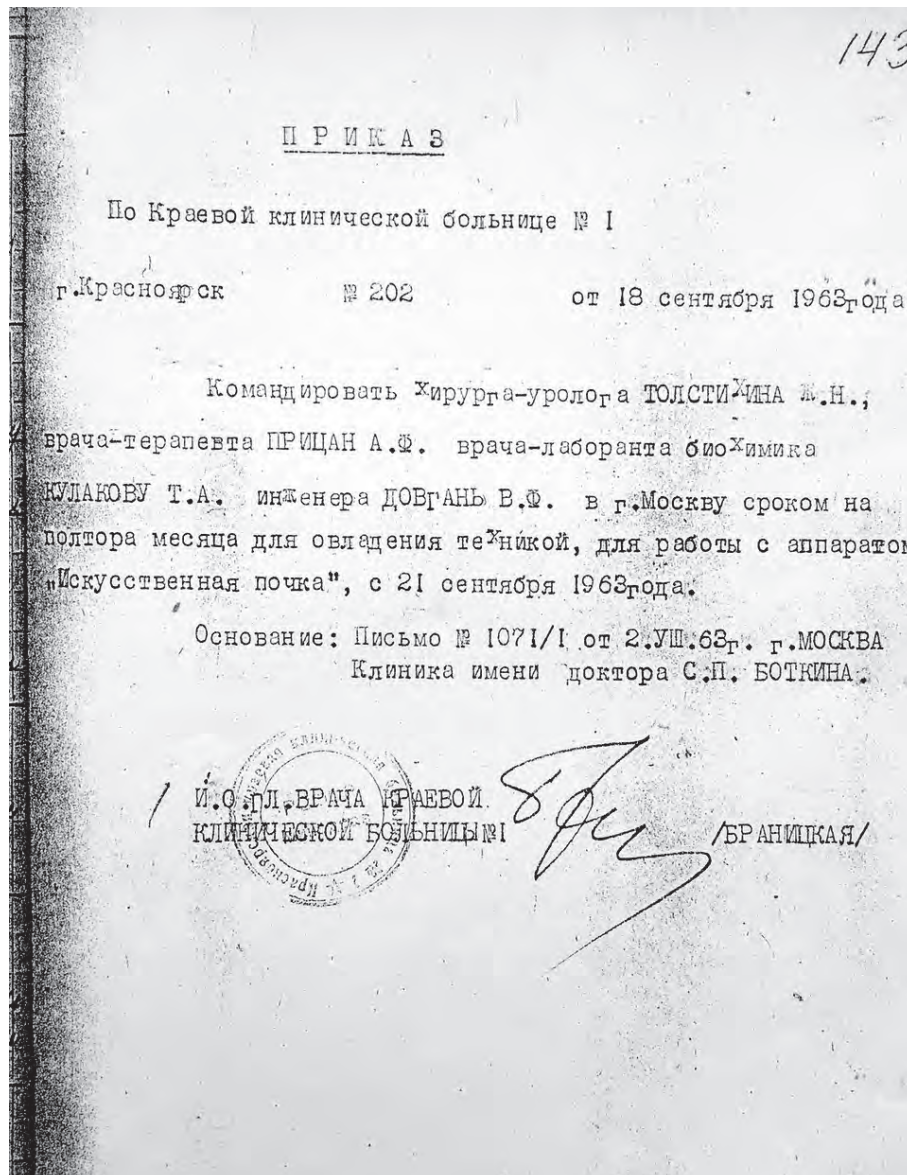 143
ПРИКАЗ
По Краевой клинической больнице № I
г.Красноярск № 202 от 18 сентября 1963года
Командировать хирурга-уролога ТОЛСТИХИНА Ж.Н.,
врача-терапевта ПРИЦАН А.Ф. врача-лаборанта биохимика
КУЛАКОВУ Т.А. инженера ДОВгАНЬ В.Ф. в г.Москву сроком на
полтора месяца для овладения техникой, для работы с аппаратом
„Искусственная почка", с 21 сентября 1963года.
Основание: Письмо № 1071/I от 2.УШ.63г. г.МОСКВА
Клиника имени доктора С.П. БОТКИНА.
И.О.гЛ.ВРАЧА КРАЕВОЙ
КЛИНИЧЕСКОЙ БОЛЬНИЦЫ №I /БРАНИЦКАЯ/